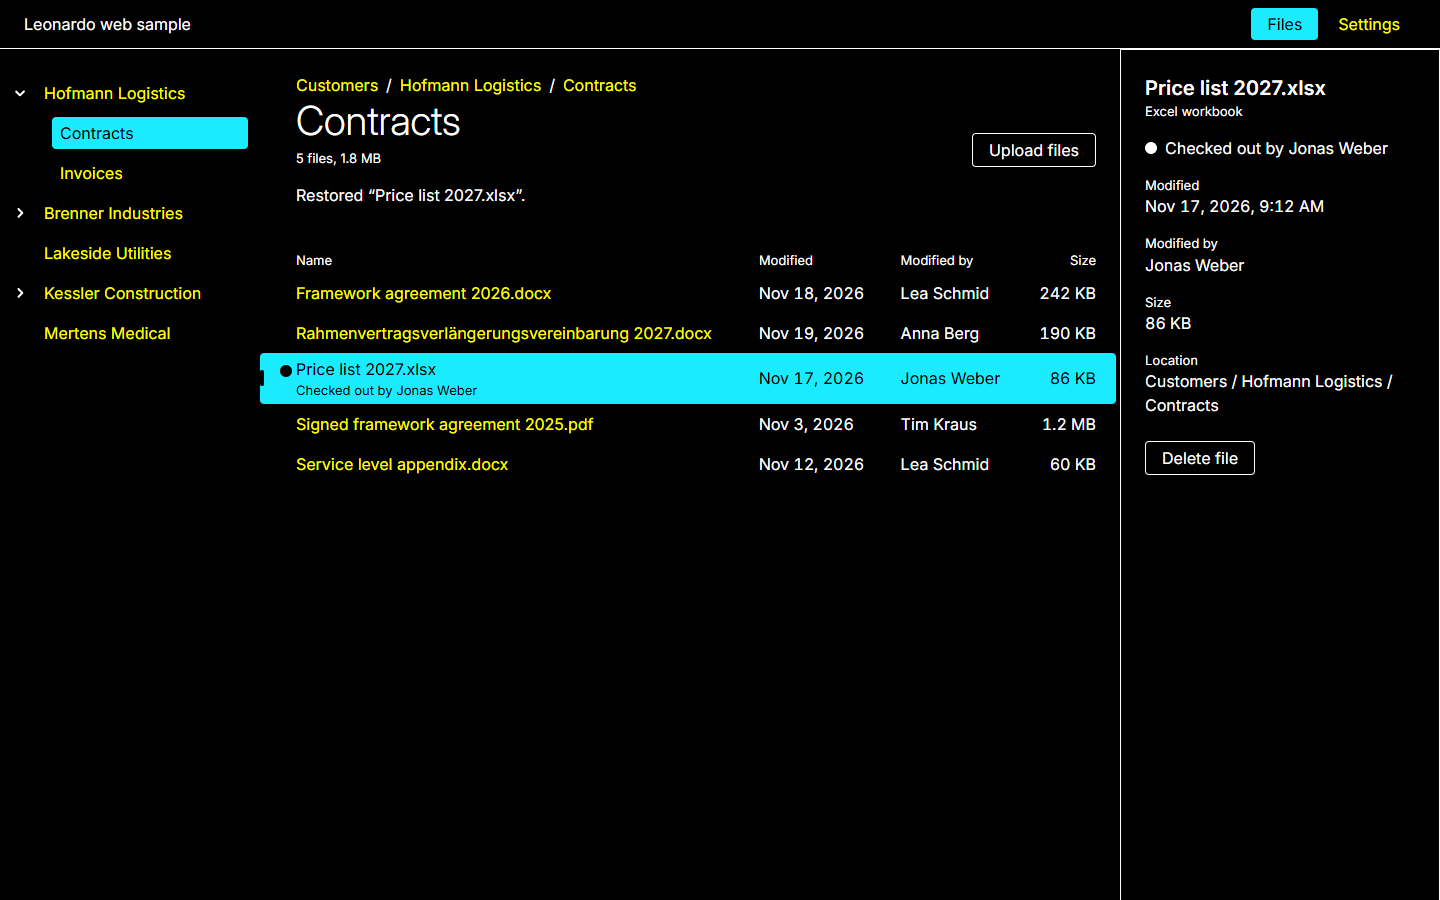 Leonardo web sample
Files
Settings
Hofmann Logistics
Contracts
Invoices
Brenner Industries
Lakeside Utilities
Kessler Construction
Mertens Medical
Customers / Hofmann Logistics / Contracts
Contracts
5 files, 1.8 MB
Upload files
Restored “Price list 2027.xlsx”.
Name Modified Modified by Size
Framework agreement 2026.docx Nov 18, 2026 Lea Schmid 242 KB
Rahmenvertragsverlängerungsvereinbarung 2027.docx Nov 19, 2026 Anna Berg 190 KB
Price list 2027.xlsx Nov 17, 2026 Jonas Weber 86 KB
Checked out by Jonas Weber
Signed framework agreement 2025.pdf Nov 3, 2026 Tim Kraus 1.2 MB
Service level appendix.docx Nov 12, 2026 Lea Schmid 60 KB
Price list 2027.xlsx
Excel workbook
Checked out by Jonas Weber
Modified
Nov 17, 2026, 9:12 AM
Modified by
Jonas Weber
Size
86 KB
Location
Customers / Hofmann Logistics /
Contracts
Delete file